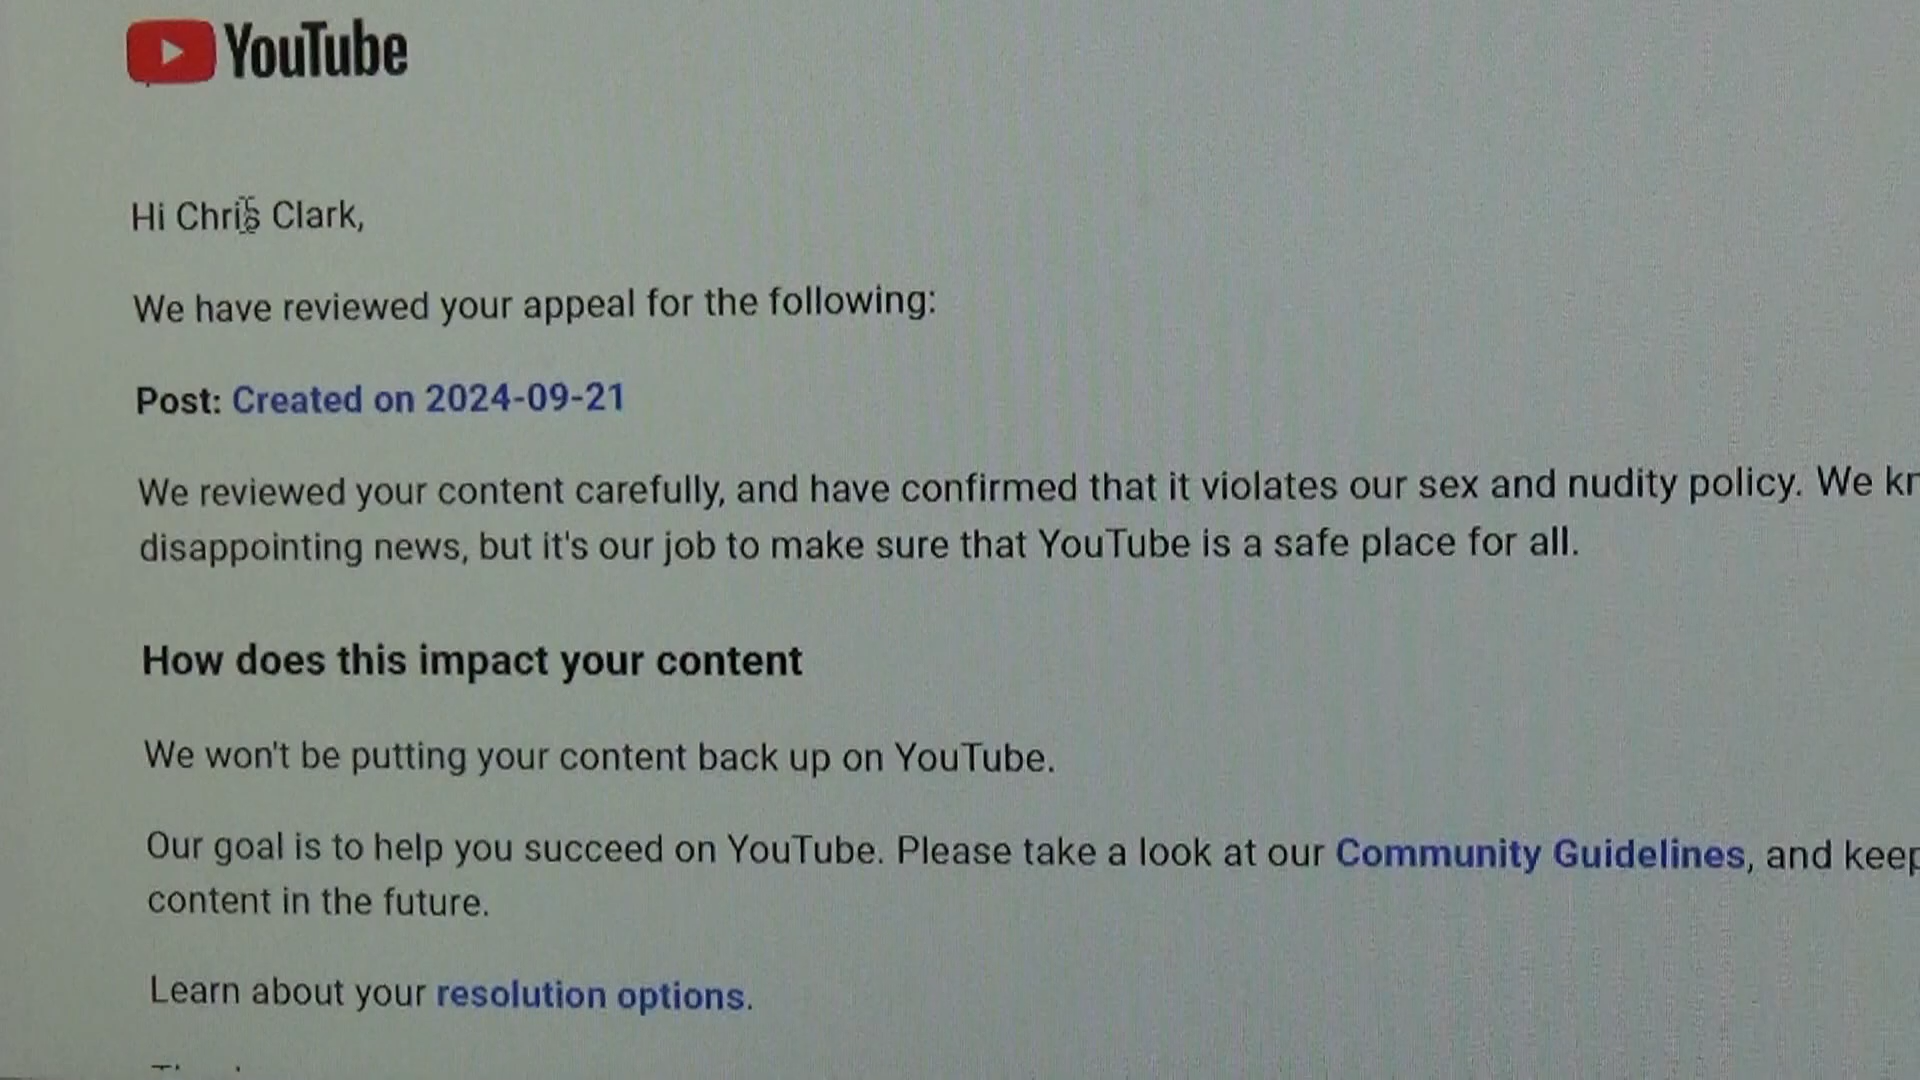 YouTube
Hi Chris Clark,
We have reviewed your appeal for the following:
Post: Created on 2024-09-21
We reviewed your content carefully, and have confirmed that it violates our sex and nudity policy. We
disappointing news, but it's our job to make sure that YouTube is a safe place for all.
How does this impact your content
We won't be putting your content back up on YouTube.
Our goal is to help you succeed on YouTube. Please take a look at our Community Guidelines, and keep
content in the future.
Learn about your resolution options.